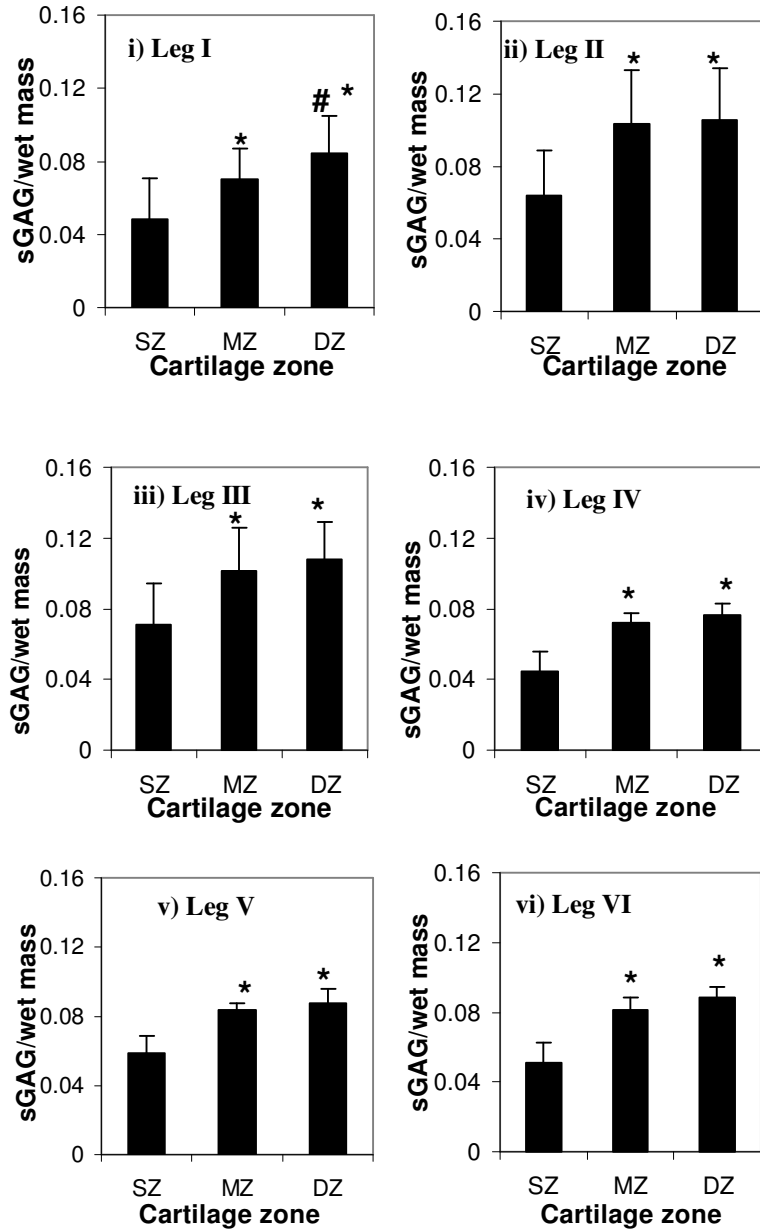 i) Leg I
sGAG/wet mass
0.16
0.12
0.08
0.04
0
*
# *
SZ MZ DZ
Cartilage zone
ii) Leg II
sGAG/wet mass
0.16
0.12
0.08
0.04
0
* *
SZ MZ DZ
Cartilage zone
iii) Leg III
sGAG/wet mass
0.16
0.12
0.08
0.04
0
* *
SZ MZ DZ
Cartilage zone
iv) Leg IV
sGAG/wet mass
0.16
0.12
0.08
0.04
0
* *
SZ MZ DZ
Cartilage zone
v) Leg V
sGAG/wet mass
0.16
0.12
0.08
0.04
0
* *
SZ MZ DZ
Cartilage zone
vi) Leg VI
sGAG/wet mass
0.16
0.12
0.08
0.04
0
* *
SZ MZ DZ
Cartilage zone